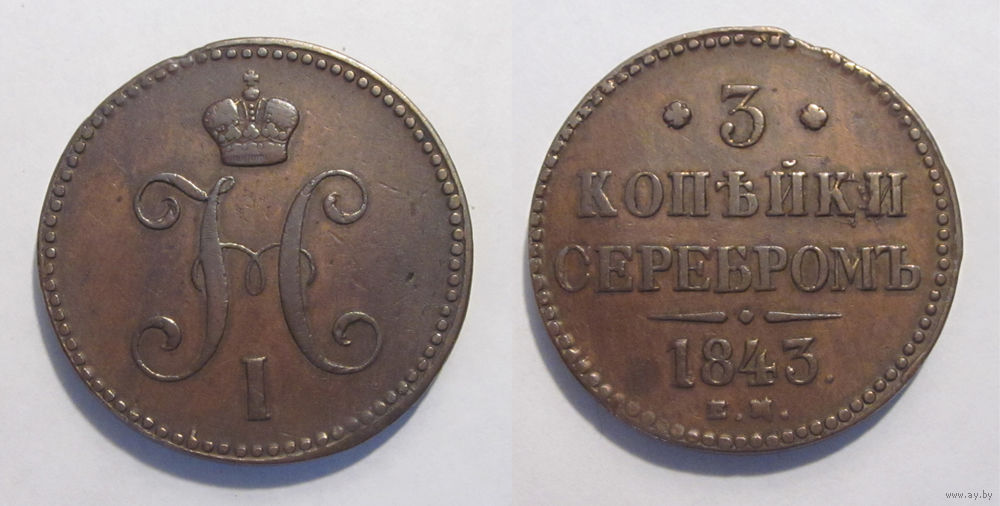 Н
I
3
КОПѢЙКИ
СЕРЕБРОМЪ
1843.
Е.М.
www.ay.by